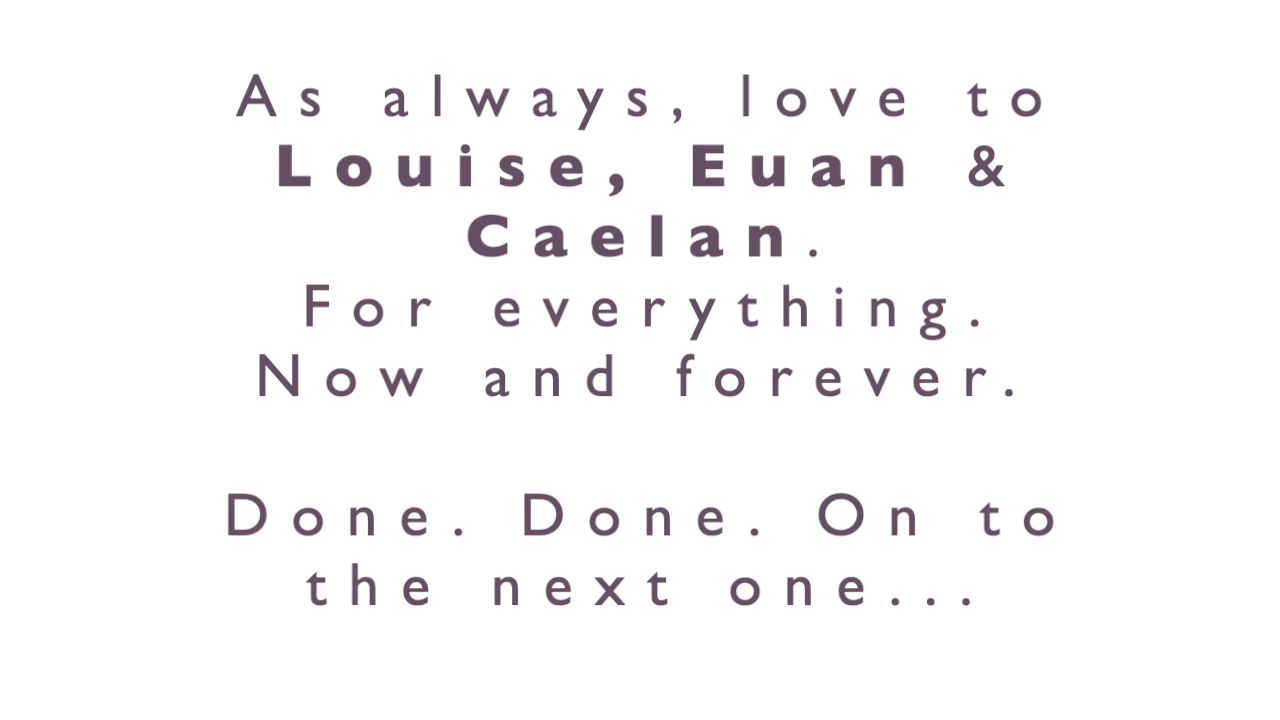 As always, love to
Louise, Euan &
Caelan.
For everything.
Now and forever.
Done. Done. On to
the next one...